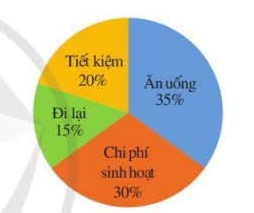 Tiết kiệm
20%
Ăn uống
35%
Đi lại
15%
Chi phí
sinh hoạt
30%